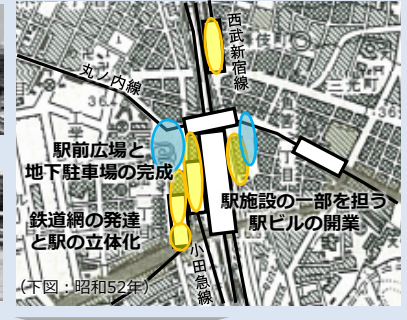 西武新宿線
丸ノ内線
三光町
駅前広場と
地下駐車場の完成
駅施設の一部を担う
駅ビルの開業
鉄道網の発達
と駅の立体化
小田急線
(下図：昭和52年)